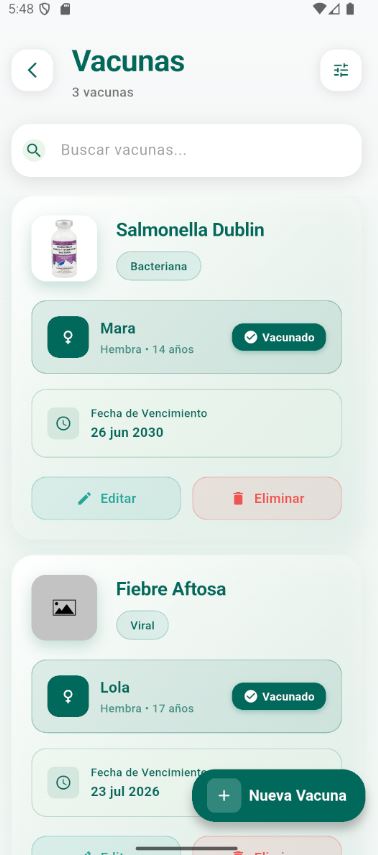 5:48
Vacunas
3 vacunas
Buscar vacunas...
Salmonella Dublin
Bacteriana
Mara
Hembra • 14 años
Vacunado
Fecha de Vencimiento
26 jun 2030
Editar
Eliminar
Fiebre Aftosa
Viral
Lola
Hembra • 17 años
Vacunado
Fecha de Vencimiento
23 jul 2026
Nueva Vacuna